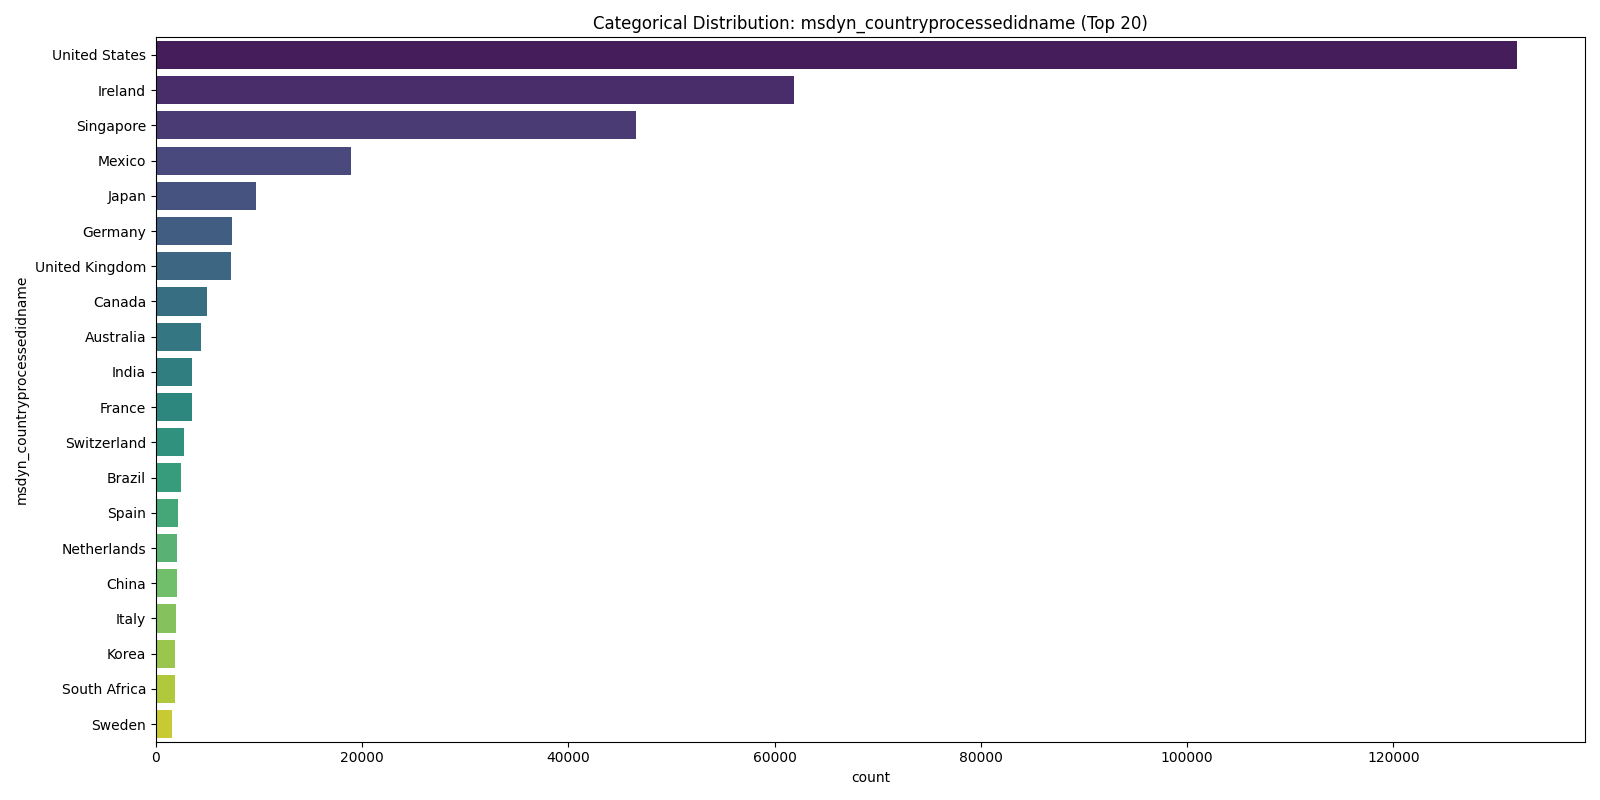 Categorical Distribution: msdyn_countryprocessedidname (Top 20)
msdyn_countryprocessedidname
United States
Ireland
Singapore
Mexico
Japan
Germany
United Kingdom
Canada
Australia
India
France
Switzerland
Brazil
Spain
Netherlands
China
Italy
Korea
South Africa
Sweden
0 20000 40000 60000 80000 100000 120000
count